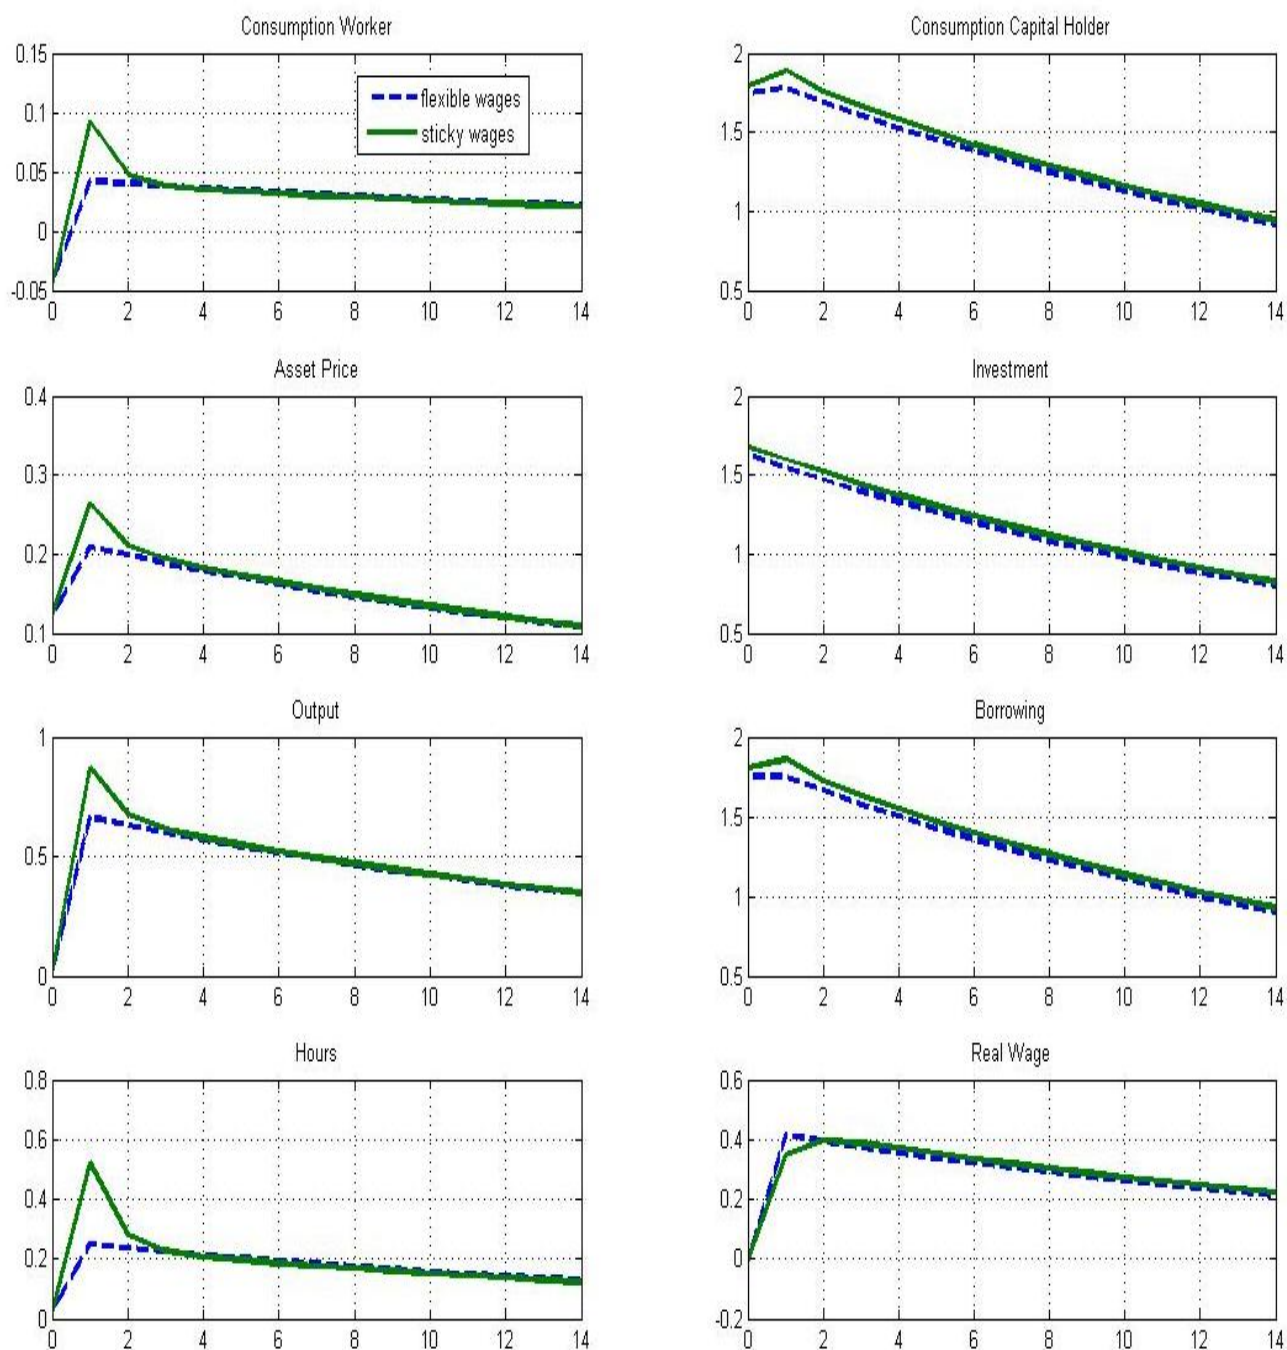 Consumption Worker
0.15
0.1
0.05
0
-0.05
0 2 4 6 8 10 12 14
flexible wages
sticky wages
Consumption Capital Holder
2
1.5
1
0.5
0 2 4 6 8 10 12 14
Asset Price
0.4
0.3
0.2
0.1
0 2 4 6 8 10 12 14
Investment
2
1.5
1
0.5
0 2 4 6 8 10 12 14
Output
1
0.5
0
0 2 4 6 8 10 12 14
Borrowing
2
1.5
1
0.5
0 2 4 6 8 10 12 14
Hours
0.8
0.6
0.4
0.2
0
0 2 4 6 8 10 12 14
Real Wage
0.6
0.4
0.2
0
-0.2
0 2 4 6 8 10 12 14